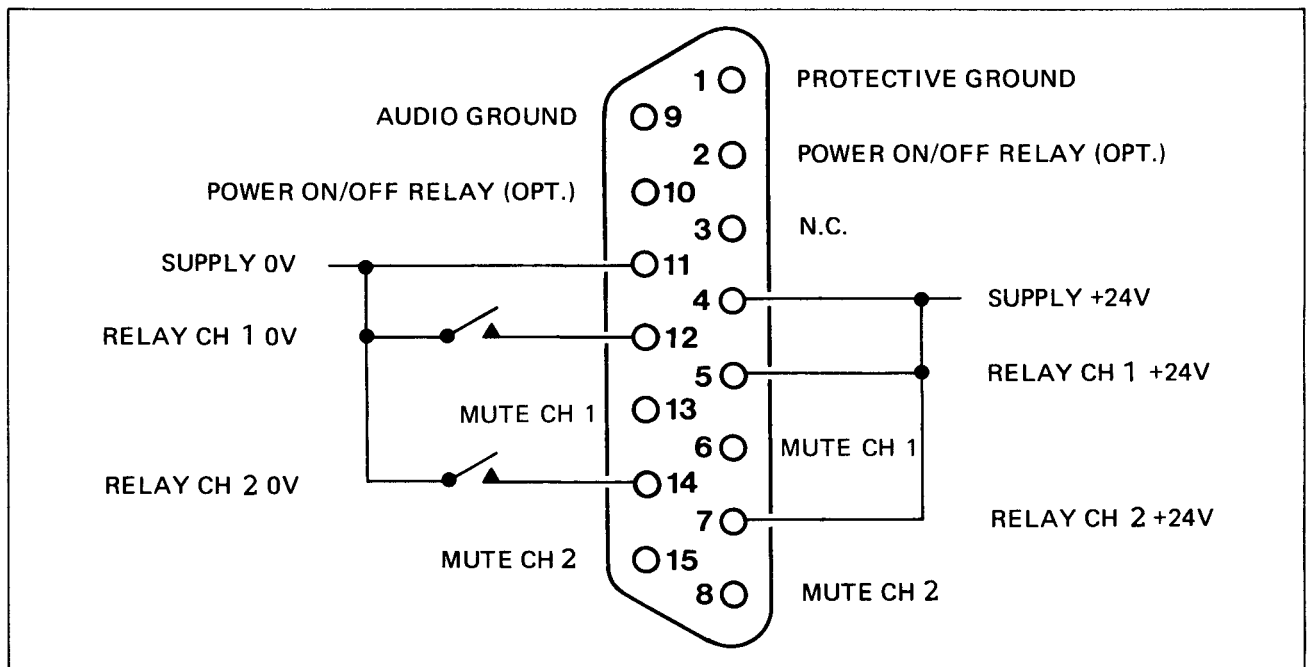 1 PROTECTIVE GROUND
AUDIO GROUND 9
2 POWER ON/OFF RELAY (OPT.)
POWER ON/OFF RELAY (OPT.) 10
3 N.C.
SUPPLY 0V 11
4 SUPPLY +24V
RELAY CH 1 0V 12
5 RELAY CH 1 +24V
MUTE CH 1 13
6 MUTE CH 1
RELAY CH 2 0V 14
7 RELAY CH 2 +24V
MUTE CH 2 15
8 MUTE CH 2